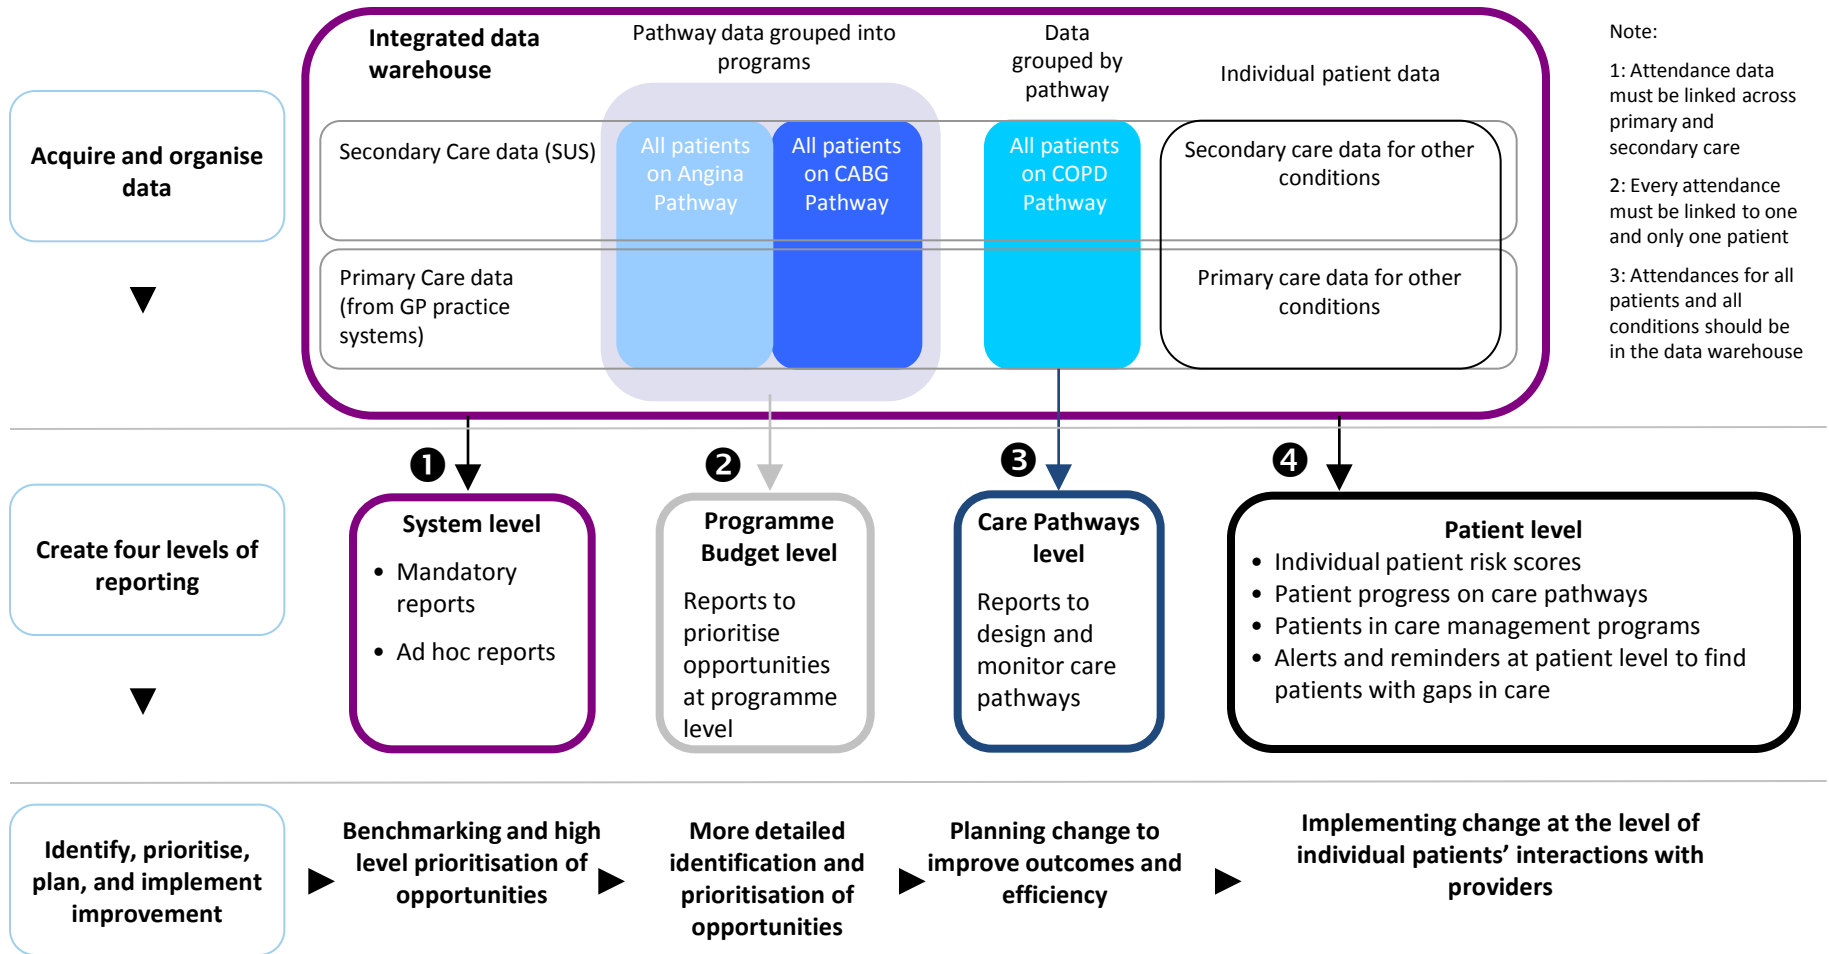 Acquire and organise
data
Integrated data
warehouse
Pathway data grouped into
programs
Data
grouped by
pathway
Individual patient data
Secondary Care data (SUS)
All patients
on Angina
Pathway
All patients
on CABG
Pathway
All patients
on COPD
Pathway
Secondary care data for other
conditions
Primary Care data
(from GP practice
systems)
Primary care data for other
conditions
Note:
1: Attendance data
must be linked across
primary and
secondary care
2: Every attendance
must be linked to one
and only one patient
3: Attendances for all
patients and all
conditions should be
in the data warehouse
Create four levels of
reporting
❶
System level
• Mandatory
reports
• Ad hoc reports
❷
Programme
Budget level
Reports to
prioritise
opportunities
at programme
level
❸
Care Pathways
level
Reports to
design and
monitor care
pathways
❹
Patient level
• Individual patient risk scores
• Patient progress on care pathways
• Patients in care management programs
• Alerts and reminders at patient level to find
patients with gaps in care
Identify, prioritise,
plan, and implement
improvement
Benchmarking and high
level prioritisation of
opportunities
More detailed
identification and
prioritisation of
opportunities
Planning change to
improve outcomes and
efficiency
Implementing change at the level of
individual patients’ interactions with
providers